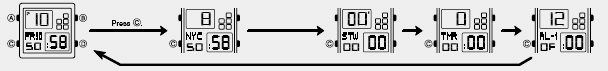 A B C D
10
FRI0
50 :58
Press C.
8
NYC
50 :58
C
00'
STW
00 00
C
0
TMR
00 :00
C
12
AL-1
OF :00
C